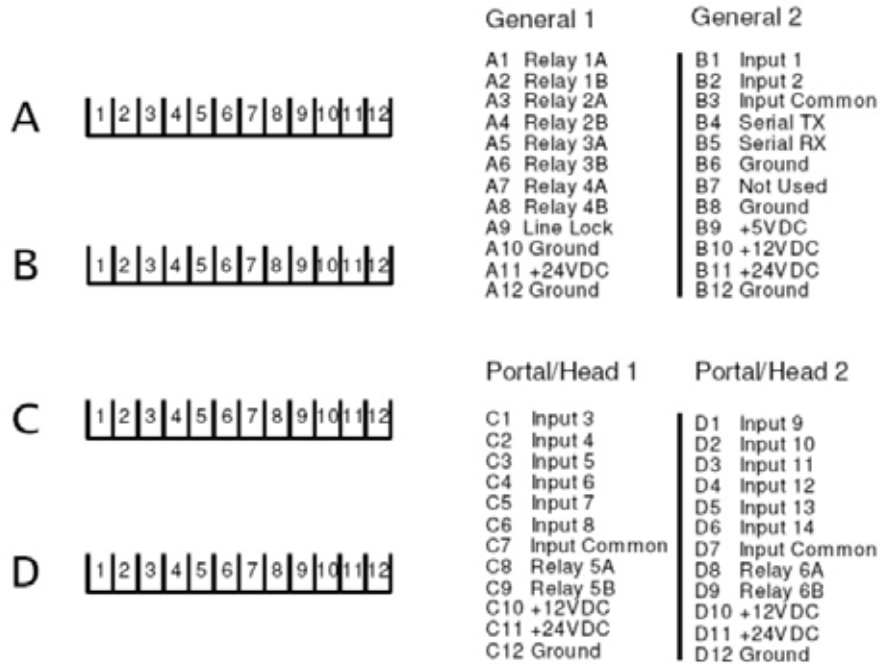 A
1 2 3 4 5 6 7 8 9 10 11 12
B
1 2 3 4 5 6 7 8 9 10 11 12
C
1 2 3 4 5 6 7 8 9 10 11 12
D
1 2 3 4 5 6 7 8 9 10 11 12
General 1
A1 Relay 1A
A2 Relay 1B
A3 Relay 2A
A4 Relay 2B
A5 Relay 3A
A6 Relay 3B
A7 Relay 4A
A8 Relay 4B
A9 Line Lock
A10 Ground
A11 +24VDC
A12 Ground
General 2
B1 Input 1
B2 Input 2
B3 Input Common
B4 Serial TX
B5 Serial RX
B6 Ground
B7 Not Used
B8 Ground
B9 +5VDC
B10 +12VDC
B11 +24VDC
B12 Ground
Portal/Head 1
C1 Input 3
C2 Input 4
C3 Input 5
C4 Input 6
C5 Input 7
C6 Input 8
C7 Input Common
C8 Relay 5A
C9 Relay 5B
C10 +12VDC
C11 +24VDC
C12 Ground
Portal/Head 2
D1 Input 9
D2 Input 10
D3 Input 11
D4 Input 12
D5 Input 13
D6 Input 14
D7 Input Common
D8 Relay 6A
D9 Relay 6B
D10 +12VDC
D11 +24VDC
D12 Ground